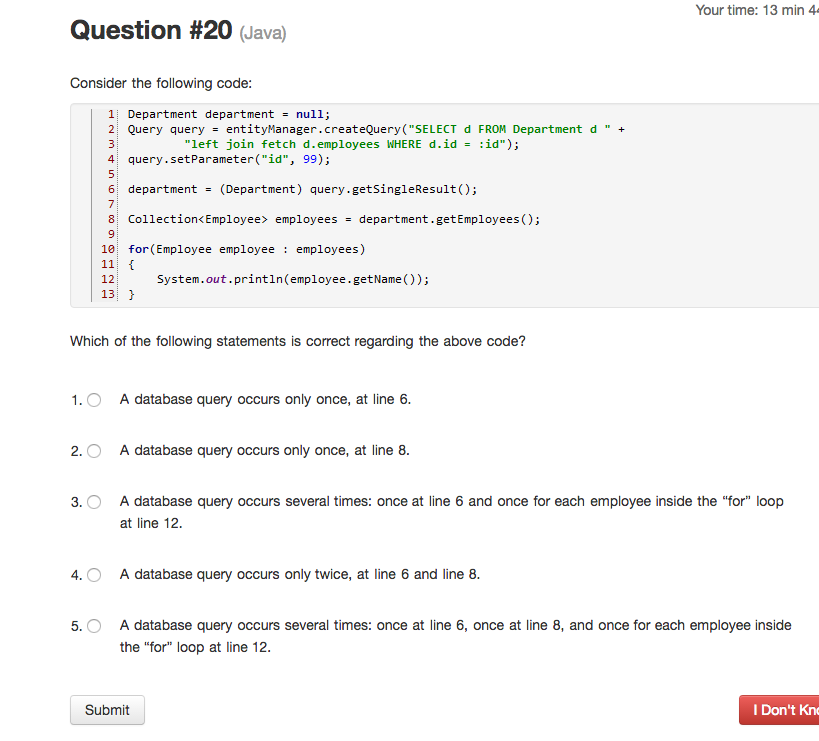 Your time: 13 min 4
Question #20 (Java)
Consider the following code:
1 Department department = null;
2 Query query = entityManager.createQuery("SELECT d FROM Department d " +
3 "left join fetch d.employees WHERE d.id = :id");
4 query.setParameter("id", 99);
5
6 department = (Department) query.getSingleResult();
7
8 Collection<Employee> employees = department.getEmployees();
9
10 for(Employee employee : employees)
11 {
12 System.out.println(employee.getName());
13 }
Which of the following statements is correct regarding the above code?
1. A database query occurs only once, at line 6.
2. A database query occurs only once, at line 8.
3. A database query occurs several times: once at line 6 and once for each employee inside the “for” loop
at line 12.
4. A database query occurs only twice, at line 6 and line 8.
5. A database query occurs several times: once at line 6, once at line 8, and once for each employee inside
the “for” loop at line 12.
Submit
I Don't Kn